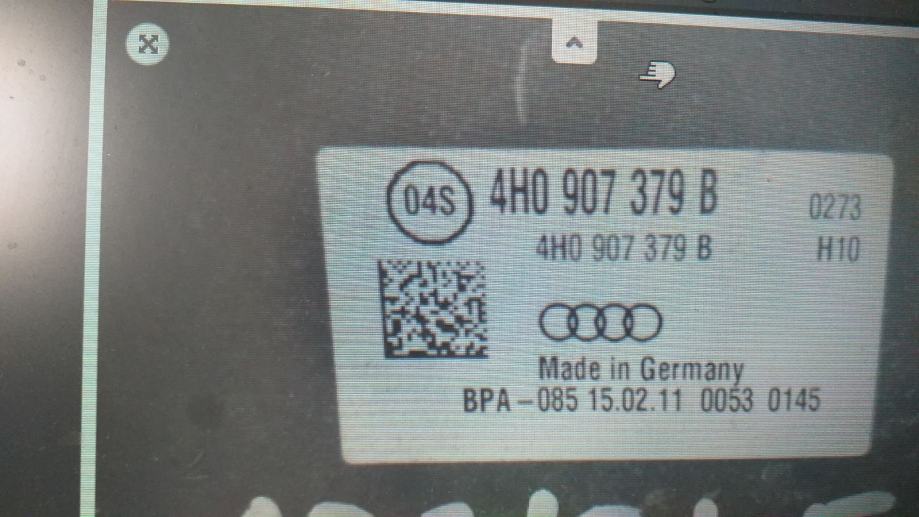 04S 4H0 907 379 B 0273
4H0 907 379 B H10
Made in Germany
BPA-085 15.02.11 0053 0145